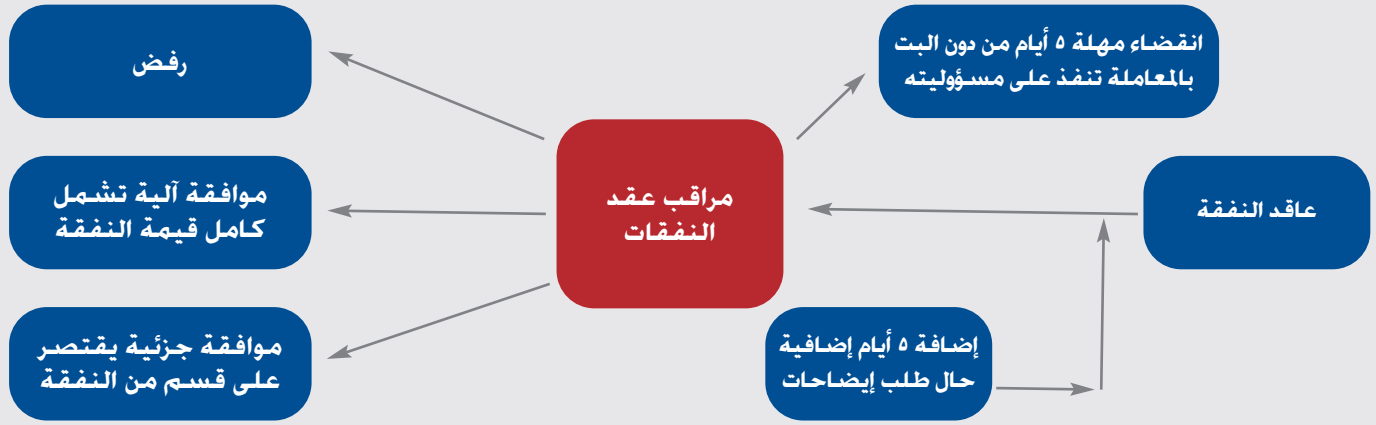 انقضاء مهلة ٥ أيام من دون البت
بالمعاملة تنفذ على مسؤوليته
عاقد النفقة
إضافة ٥ أيام إضافية
حال طلب إيضاحات
مراقب عقد
النفقات
رفض
موافقة آلية تشمل
كامل قيمة النفقة
موافقة جزئية يقتصر
على قسم من النفقة